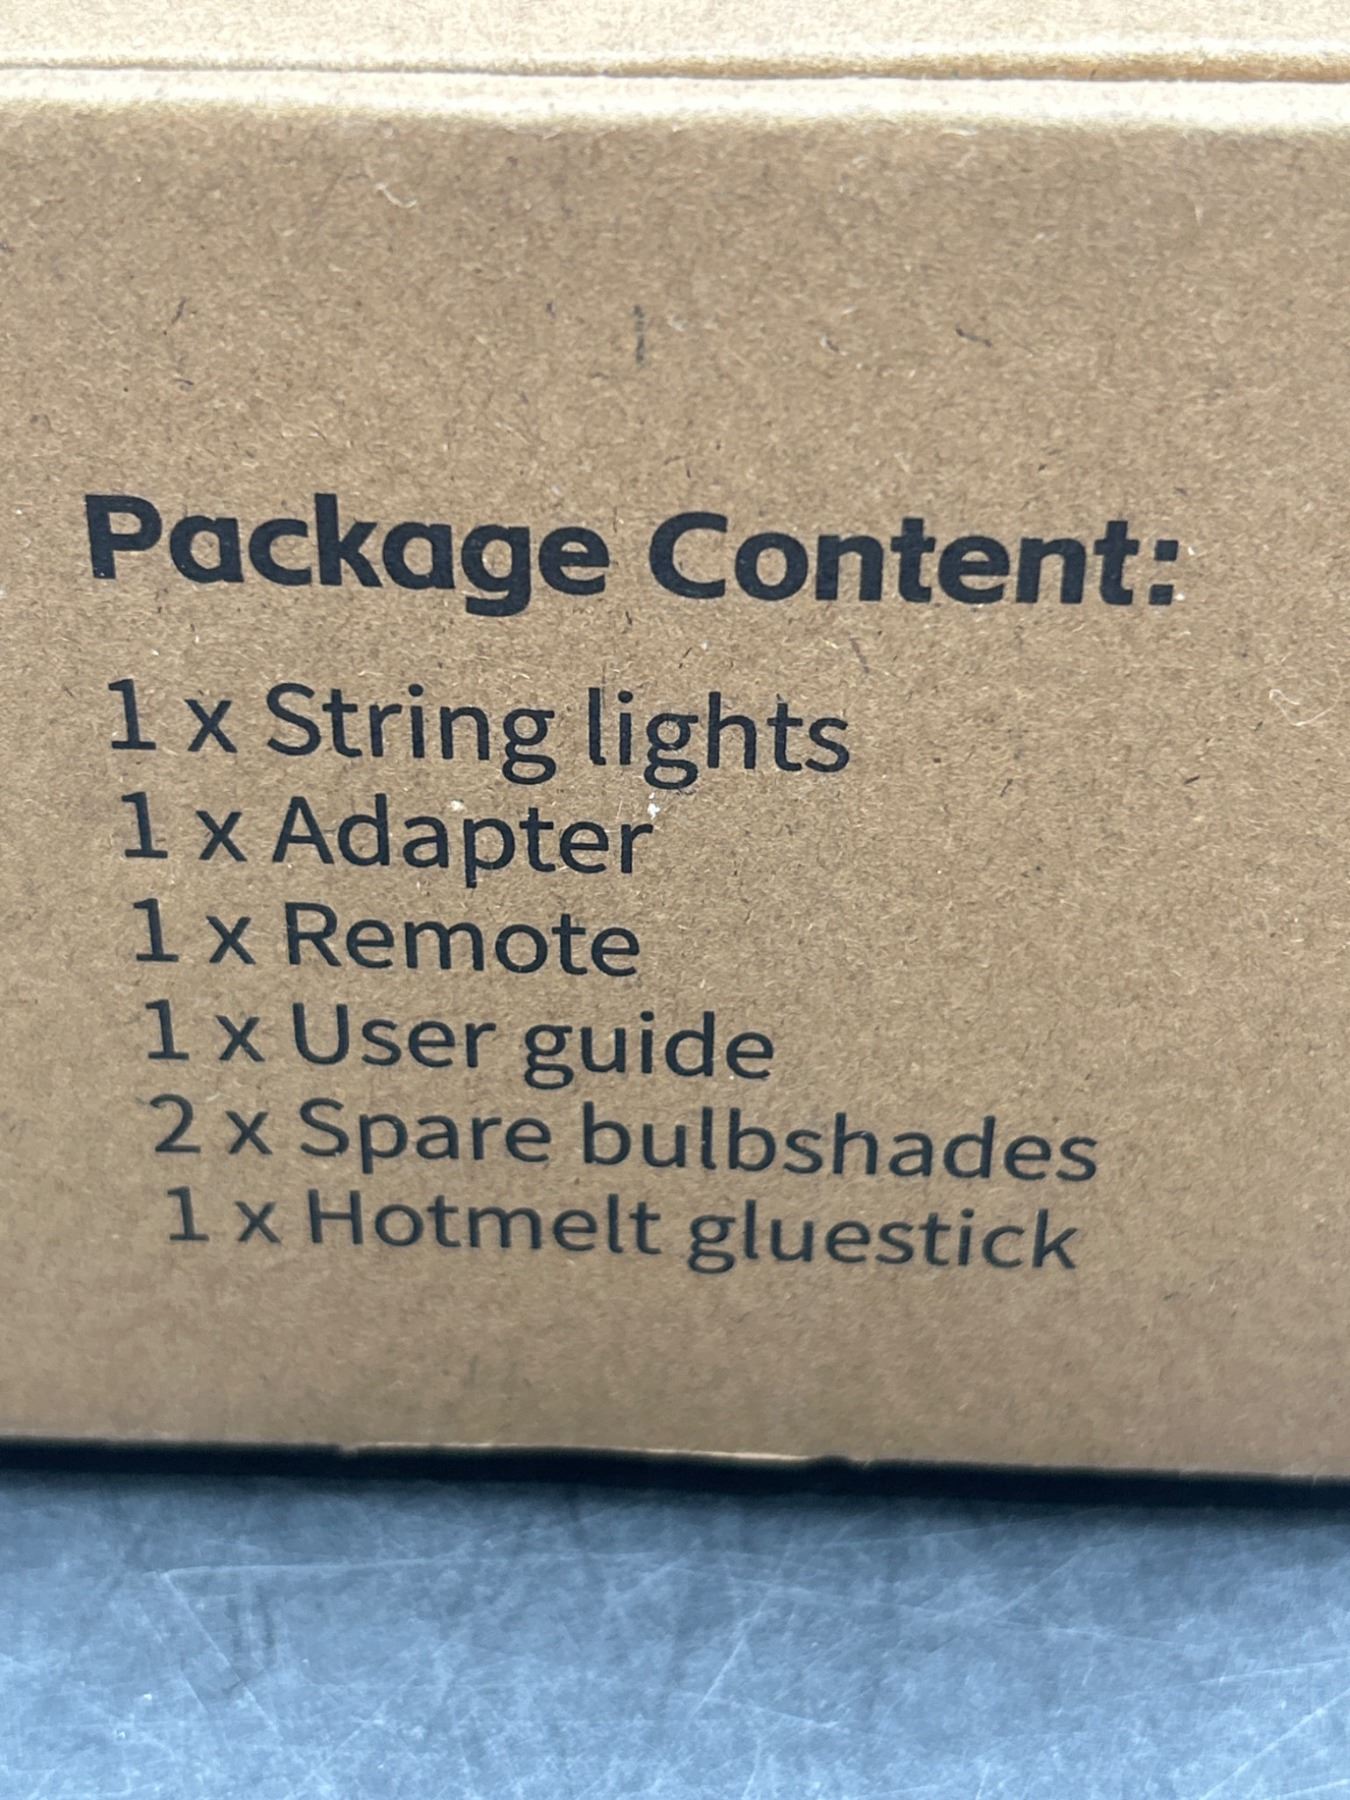 Package Content:
1 x String lights
1 x Adapter
1 x Remote
1 x User guide
2 x Spare bulbshades
1 x Hotmelt gluestick